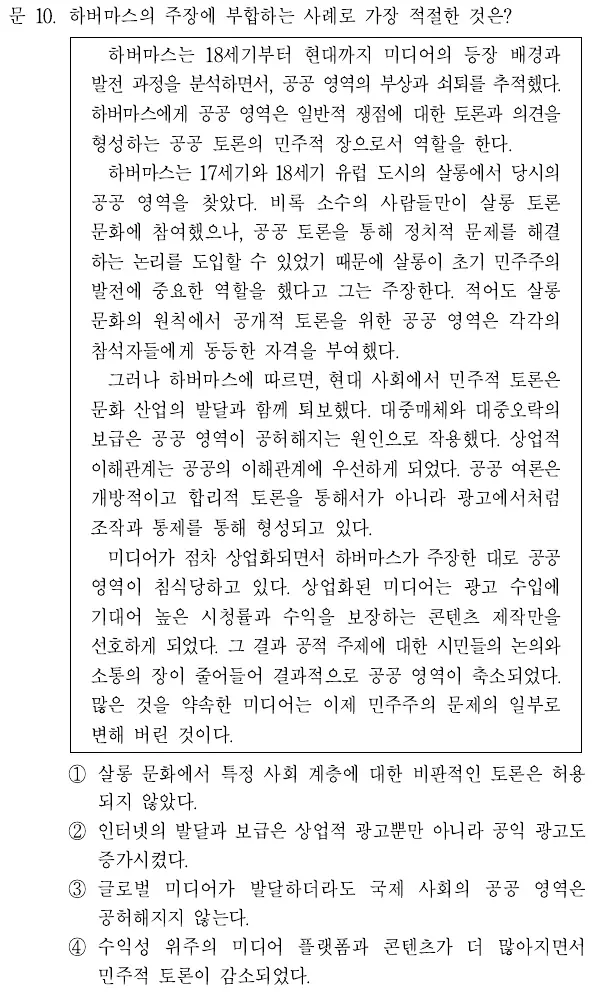 문 10. 하버마스의 주장에 부합하는 사례로 가장 적절한 것은?
하버마스는 18세기부터 현대까지 미디어의 등장 배경과
발전 과정을 분석하면서, 공공 영역의 부상과 쇠퇴를 추적했다.
하버마스에게 공공 영역은 일반적 쟁점에 대한 토론과 의견을
형성하는 공공 토론의 민주적 장으로서 역할을 한다.
하버마스는 17세기와 18세기 유럽 도시의 살롱에서 당시의
공공 영역을 찾았다. 비록 소수의 사람들만이 살롱 토론
문화에 참여했으나, 공공 토론을 통해 정치적 문제를 해결
하는 논리를 도입할 수 있었기 때문에 살롱이 초기 민주주의
발전에 중요한 역할을 했다고 그는 주장한다. 적어도 살롱
문화의 원칙에서 공개적 토론을 위한 공공 영역은 각각의
참석자들에게 동등한 자격을 부여했다.
그러나 하버마스에 따르면, 현대 사회에서 민주적 토론은
문화 산업의 발달과 함께 퇴보했다. 대중매체와 대중오락의
보급은 공공 영역이 공허해지는 원인으로 작용했다. 상업적
이해관계는 공공의 이해관계에 우선하게 되었다. 공공 여론은
개방적이고 합리적 토론을 통해서가 아니라 광고에서처럼
조작과 통제를 통해 형성되고 있다.
미디어가 점차 상업화되면서 하버마스가 주장한 대로 공공
영역이 침식당하고 있다. 상업화된 미디어는 광고 수입에
기대어 높은 시청률과 수익을 보장하는 콘텐츠 제작만을
선호하게 되었다. 그 결과 공적 주제에 대한 시민들의 논의와
소통의 장이 줄어들어 결과적으로 공공 영역이 축소되었다.
많은 것을 약속한 미디어는 이제 민주주의 문제의 일부로
변해 버린 것이다.
① 살롱 문화에서 특정 사회 계층에 대한 비판적인 토론은 허용
되지 않았다.
② 인터넷의 발달과 보급은 상업적 광고뿐만 아니라 공익 광고도
증가시켰다.
③ 글로벌 미디어가 발달하더라도 국제 사회의 공공 영역은
공허해지지 않는다.
④ 수익성 위주의 미디어 플랫폼과 콘텐츠가 더 많아지면서
민주적 토론이 감소되었다.